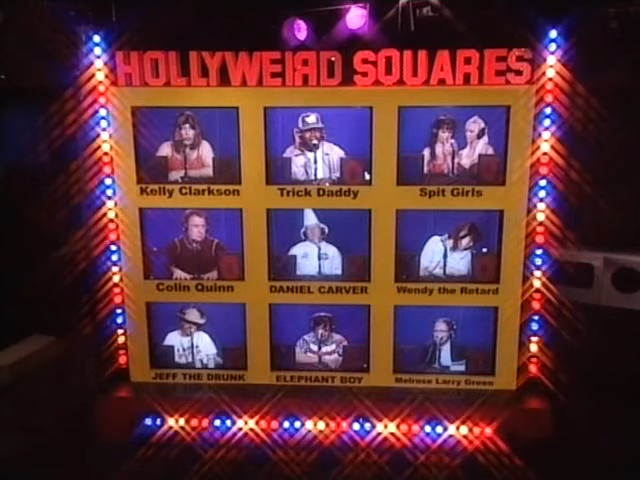 HOLLYWEIRD SQUARES
Kelly Clarkson
Trick Daddy
Spit Girls
Colin Quinn
DANIEL CARVER
Wendy the Retard
JEFF THE DRUNK
ELEPHANT BOY
Melrose Larry Green